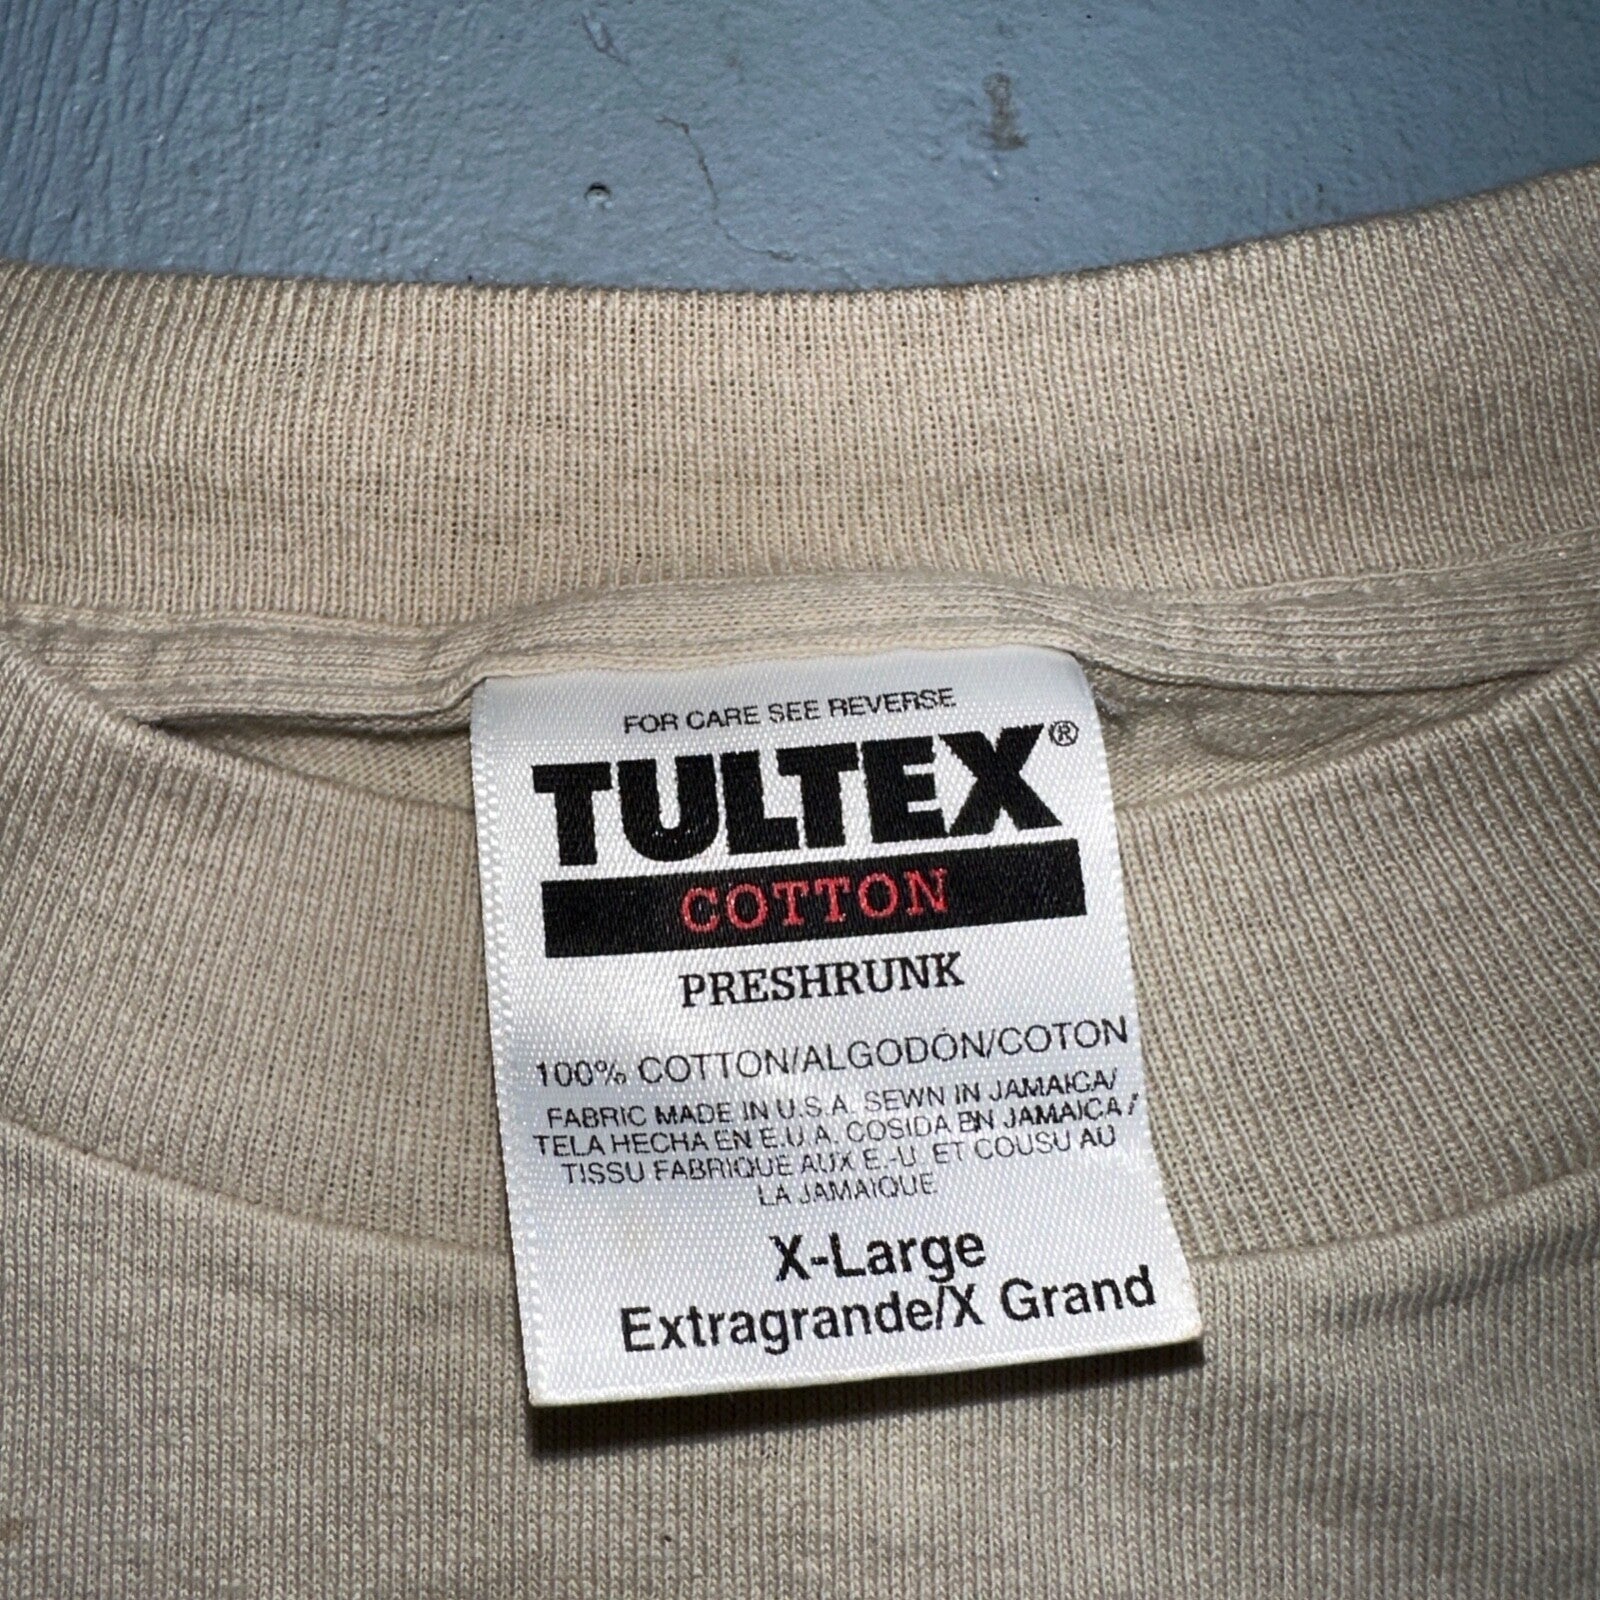 FOR CARE SEE REVERSE
TULTEX®
COTTON
PRESHRUNK
100% COTTON/ALGODÓN/COTON
FABRIC MADE IN U.S.A. SEWN IN JAMAICA/
TELA HECHA EN E.U.A. COSIDA EN JAMAICA/
TISSU FABRIQUE AUX E.-U. ET COUSU AU
LA JAMAIQUE
X-Large
Extragrande/X Grand